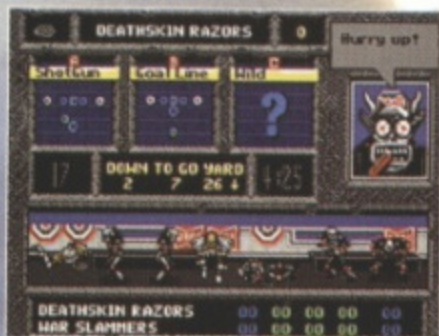 DEATHSKIN RAZORS 0
Hurry up!
A B C
ShotGun Goal Line Wild
?
17 DOWN TO GO YARD 4:25
2 7 26
DEATHSKIN RAZORS 00 00 00 00 00
WAR SLAMMERS 00 00 00 00 00